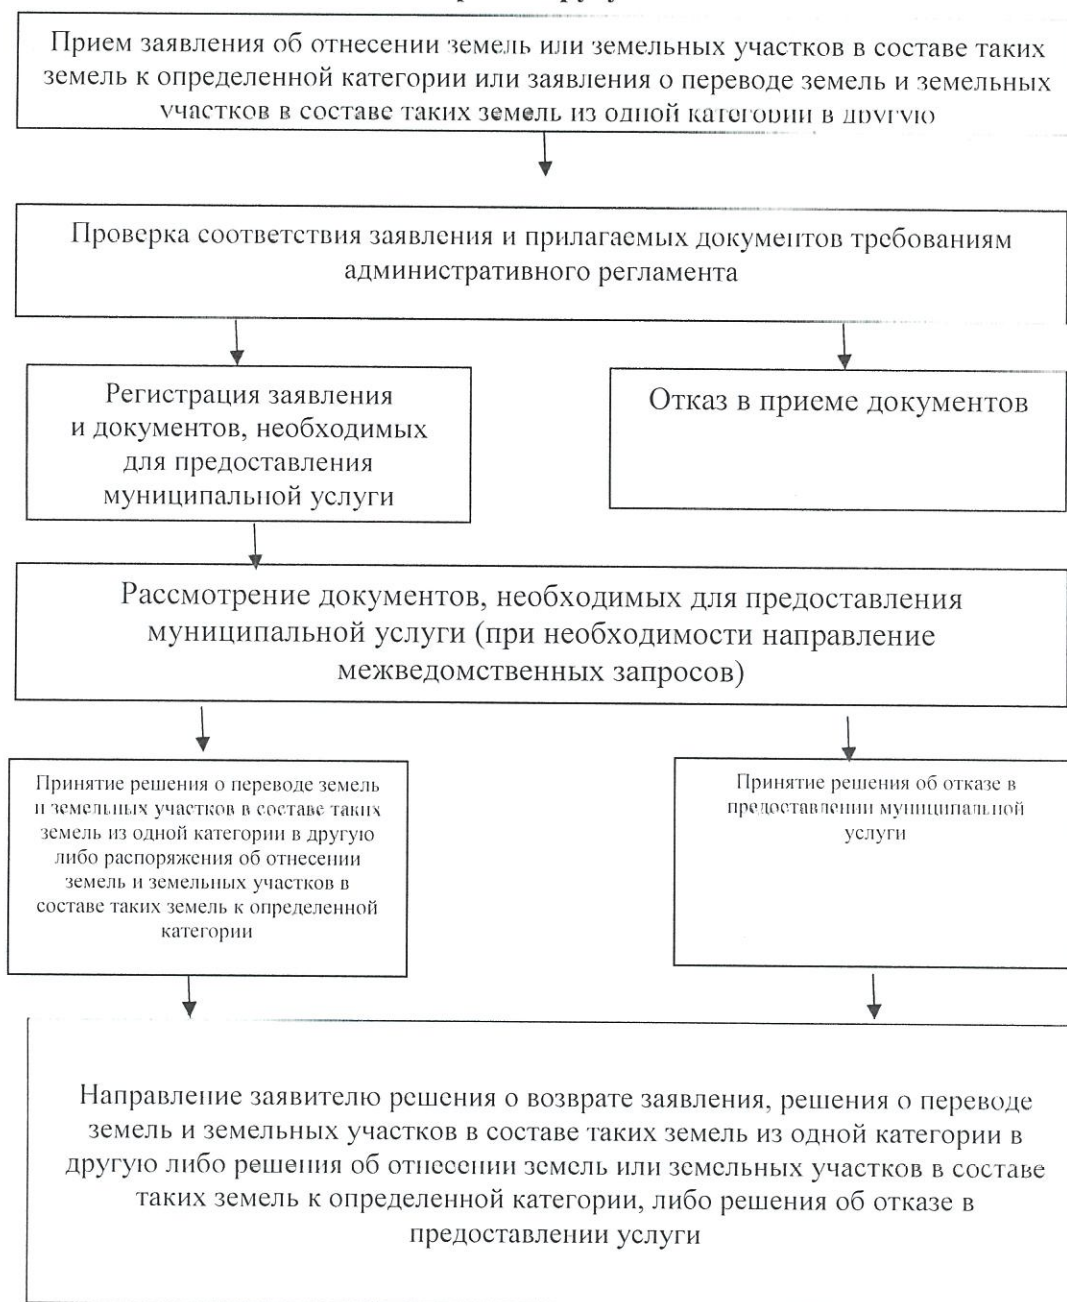 Прием заявления об отнесении земель или земельных участков в составе таких
земель к определенной категории или заявления о переводе земель и земельных
участков в составе таких земель из одной категории в другую
Проверка соответствия заявления и прилагаемых документов требованиям
административного регламента
Регистрация заявления
и документов, необходимых
для предоставления
муниципальной услуги
Отказ в приеме документов
Рассмотрение документов, необходимых для предоставления
муниципальной услуги (при необходимости направление
межведомственных запросов)
Принятие решения о переводе земель
и земельных участков в составе таких
земель из одной категории в другую
либо распоряжения об отнесении
земель и земельных участков в
составе таких земель к определенной
категории
Принятие решения об отказе в
предоставлении муниципальной
услуги
Направление заявителю решения о возврате заявления, решения о переводе
земель и земельных участков в составе таких земель из одной категории в
другую либо решения об отнесении земель или земельных участков в составе
таких земель к определенной категории, либо решения об отказе в
предоставлении услуги